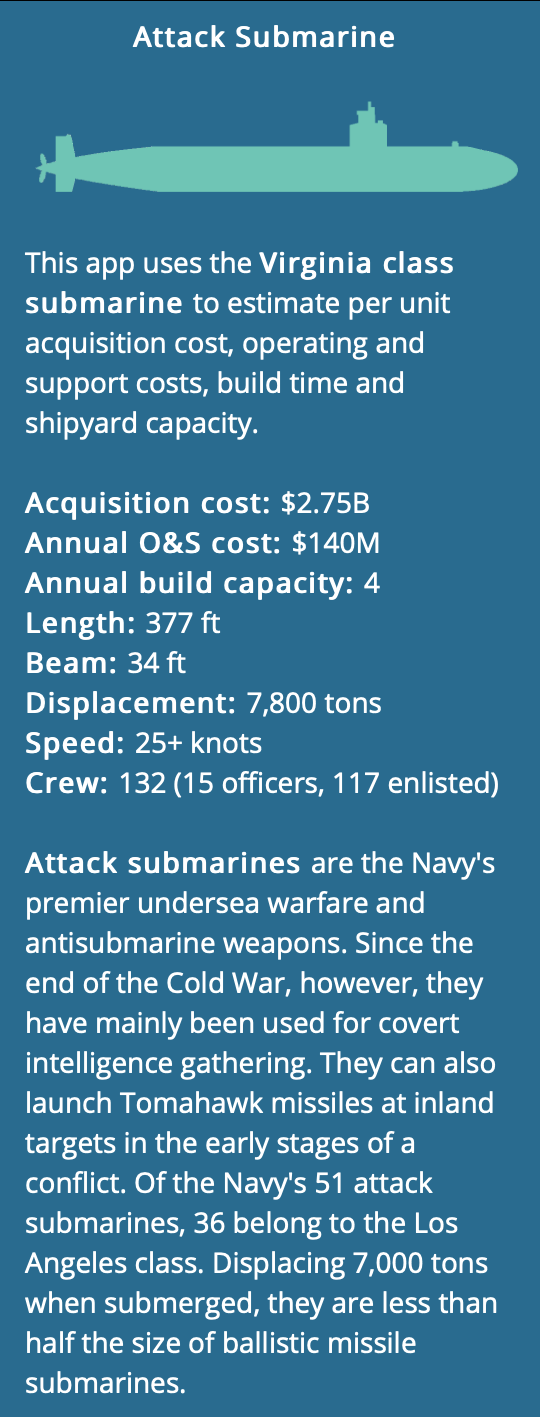 Attack Submarine
This app uses the Virginia class
submarine to estimate per unit
acquisition cost, operating and
support costs, build time and
shipyard capacity.
Acquisition cost: $2.75B
Annual O&S cost: $140M
Annual build capacity: 4
Length: 377 ft
Beam: 34 ft
Displacement: 7,800 tons
Speed: 25+ knots
Crew: 132 (15 officers, 117 enlisted)
Attack submarines are the Navy's
premier undersea warfare and
antisubmarine weapons. Since the
end of the Cold War, however, they
have mainly been used for covert
intelligence gathering. They can also
launch Tomahawk missiles at inland
targets in the early stages of a
conflict. Of the Navy's 51 attack
submarines, 36 belong to the Los
Angeles class. Displacing 7,000 tons
when submerged, they are less than
half the size of ballistic missile
submarines.